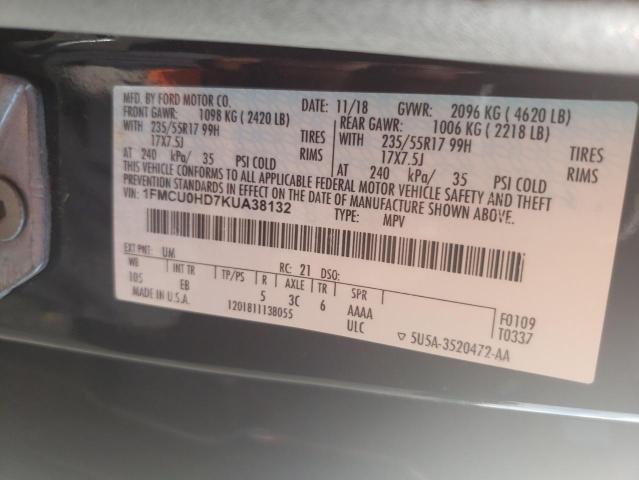 MFD. BY FORD MOTOR CO. DATE: 11/18 GVWR: 2096 KG ( 4620 LB)
FRONT GAWR: 1098 KG ( 2420 LB) REAR GAWR: 1006 KG ( 2218 LB)
WITH 235/55R17 99H TIRES WITH 235/55R17 99H TIRES
17X7.5J RIMS 17X7.5J RIMS
AT 240 kPa/ 35 PSI COLD AT 240 kPa/ 35 PSI COLD
THIS VEHICLE CONFORMS TO ALL APPLICABLE FEDERAL MOTOR VEHICLE SAFETY AND THEFT PREVENTION
STANDARDS IN EFFECT ON THE DATE OF MANUFACTURE SHOWN ABOVE.
VIN: 1FMCU0HD7KUA38132 TYPE: MPV
EXT PNT: UM RC: 21 DSO:
WB INT TR TP/PS R AXLE TR SPR
105 EB 5 3C 6 AAAA F0109
MADE IN U.S.A. 1201811138055 ULC T0337
▽ 5U5A-3520472-AA